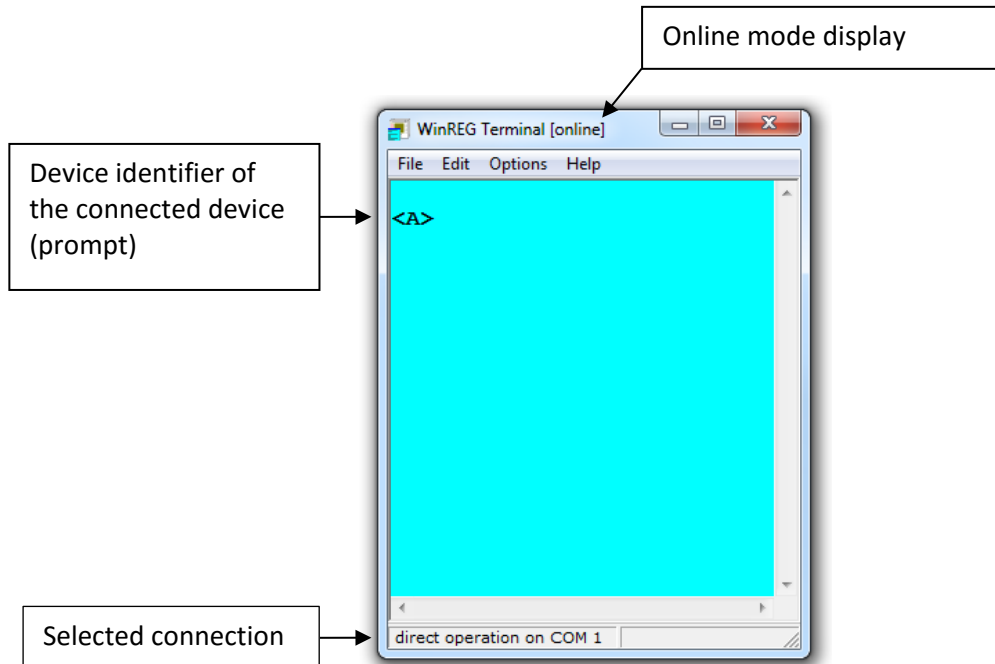 Online mode display
WinREG Terminal [online]
File Edit Options Help
Device identifier of
the connected device
(prompt)
<A>
Selected connection
direct operation on COM 1